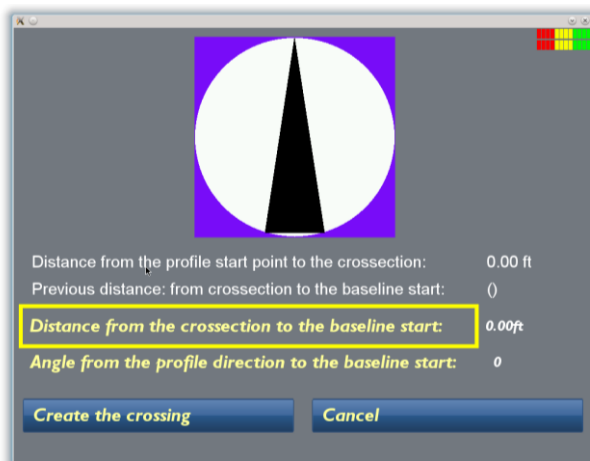 Distance from the profile start point to the crossection: 0.00 ft
Previous distance: from crossection to the baseline start: ()
Distance from the crossection to the baseline start: 0.00ft
Angle from the profile direction to the baseline start: 0
Create the crossing Cancel